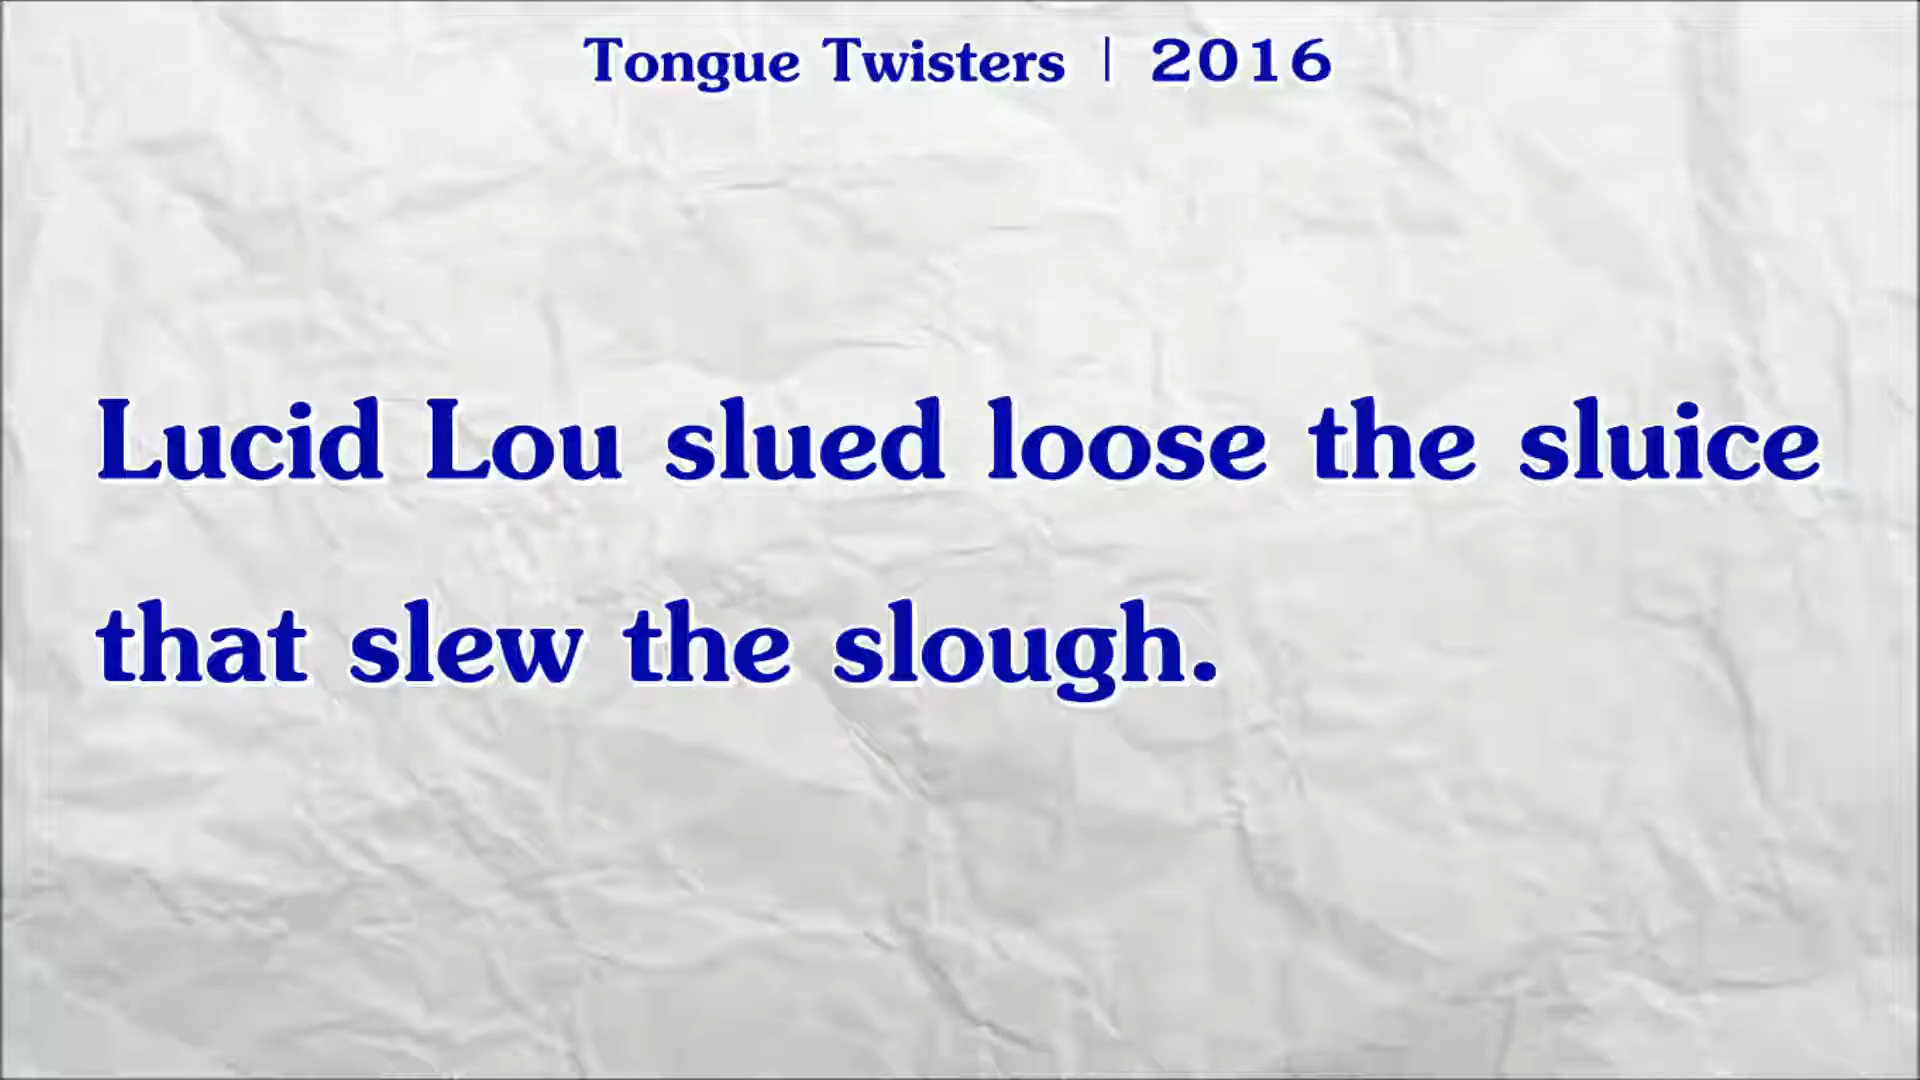 Tongue Twisters | 2016
Lucid Lou slued loose the sluice
that slew the slough.